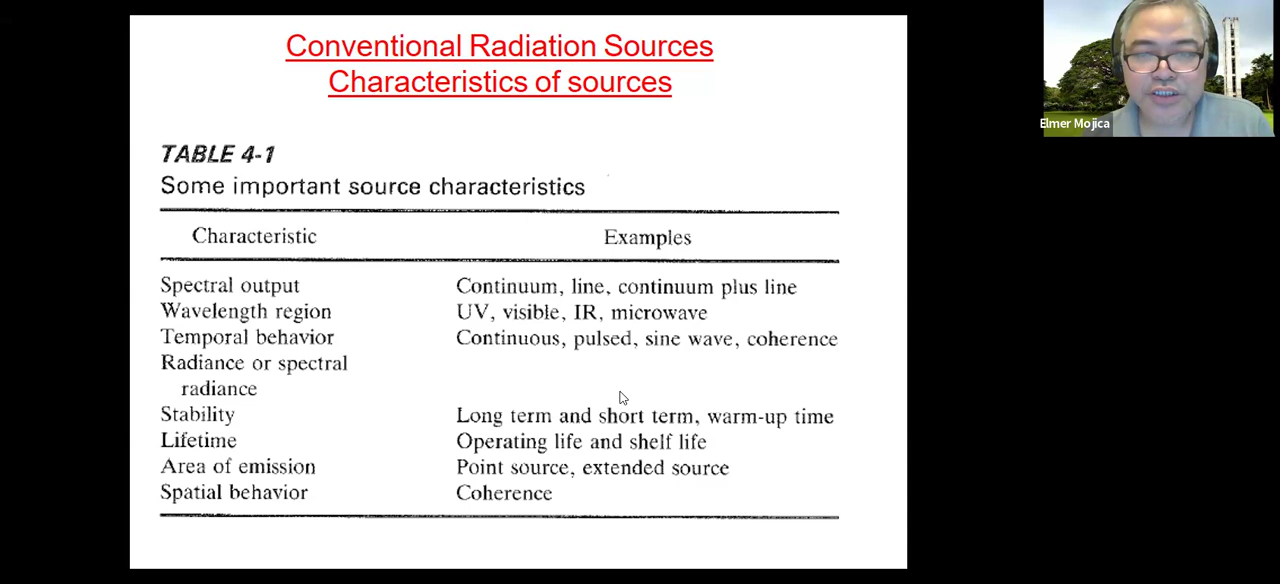 Conventional Radiation Sources
Characteristics of sources
TABLE 4-1
Some important source characteristics
Characteristic Examples
Spectral output Continuum, line, continuum plus line
Wavelength region UV, visible, IR, microwave
Temporal behavior Continuous, pulsed, sine wave, coherence
Radiance or spectral
radiance
Stability Long term and short term, warm-up time
Lifetime Operating life and shelf life
Area of emission Point source, extended source
Spatial behavior Coherence
Elmer Mojica